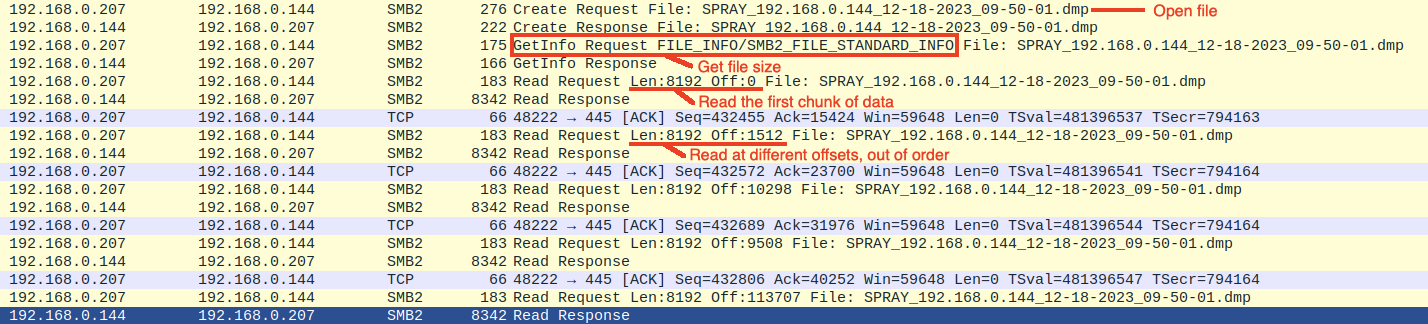 192.168.0.207 192.168.0.144 SMB2 276 Create Request File: SPRAY_192.168.0.144_12-18-2023_09-50-01.dmp Open file
192.168.0.144 192.168.0.207 SMB2 222 Create Response File: SPRAY_192.168.0.144_12-18-2023_09-50-01.dmp
192.168.0.207 192.168.0.144 SMB2 175 GetInfo Request FILE_INFO/SMB2_FILE_STANDARD_INFO File: SPRAY_192.168.0.144_12-18-2023_09-50-01.dmp
192.168.0.144 192.168.0.207 SMB2 166 GetInfo Response
Get file size
192.168.0.207 192.168.0.144 SMB2 183 Read Request Len:8192 Off:0 File: SPRAY_192.168.0.144_12-18-2023_09-50-01.dmp
192.168.0.144 192.168.0.207 SMB2 8342 Read Response
Read the first chunk of data
192.168.0.207 192.168.0.144 TCP 66 48222 → 445 [ACK] Seq=432455 Ack=15424 Win=59648 Len=0 TSval=481396537 TSecr=794163
192.168.0.207 192.168.0.144 SMB2 183 Read Request Len:8192 Off:1512 File: SPRAY_192.168.0.144_12-18-2023_09-50-01.dmp
192.168.0.144 192.168.0.207 SMB2 8342 Read Response
Read at different offsets, out of order
192.168.0.207 192.168.0.144 TCP 66 48222 → 445 [ACK] Seq=432572 Ack=23700 Win=59648 Len=0 TSval=481396541 TSecr=794164
192.168.0.207 192.168.0.144 SMB2 183 Read Request Len:8192 Off:10298 File: SPRAY_192.168.0.144_12-18-2023_09-50-01.dmp
192.168.0.144 192.168.0.207 SMB2 8342 Read Response
192.168.0.207 192.168.0.144 TCP 66 48222 → 445 [ACK] Seq=432689 Ack=31976 Win=59648 Len=0 TSval=481396544 TSecr=794164
192.168.0.207 192.168.0.144 SMB2 183 Read Request Len:8192 Off:9508 File: SPRAY_192.168.0.144_12-18-2023_09-50-01.dmp
192.168.0.144 192.168.0.207 SMB2 8342 Read Response
192.168.0.207 192.168.0.144 TCP 66 48222 → 445 [ACK] Seq=432806 Ack=40252 Win=59648 Len=0 TSval=481396547 TSecr=794164
192.168.0.207 192.168.0.144 SMB2 183 Read Request Len:8192 Off:113707 File: SPRAY_192.168.0.144_12-18-2023_09-50-01.dmp
192.168.0.144 192.168.0.207 SMB2 8342 Read Response